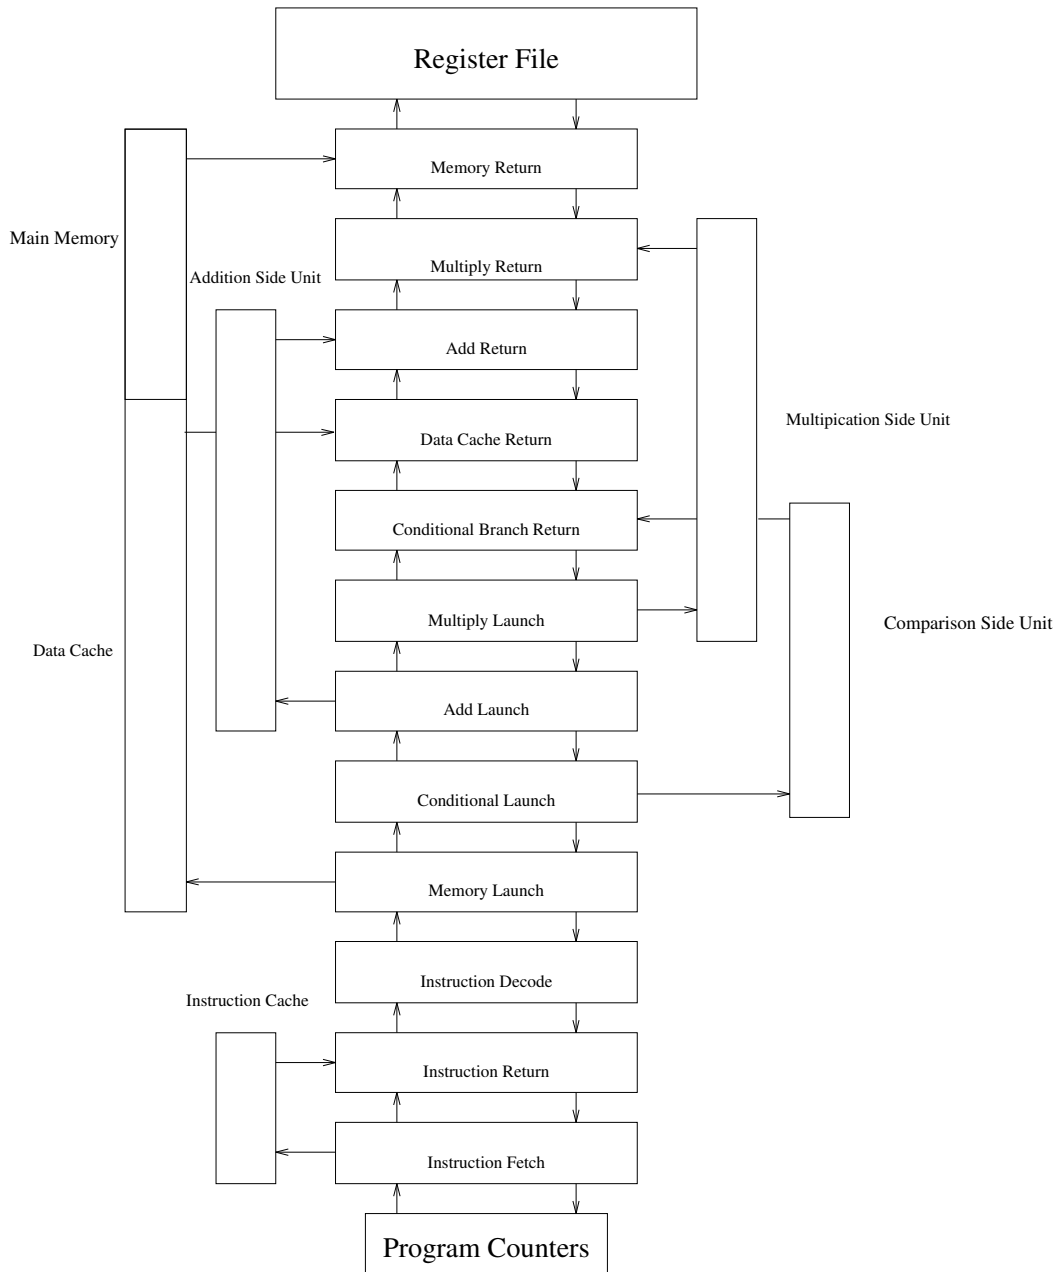 Register File
Memory Return
Main Memory
Multiply Return
Addition Side Unit
Add Return
Multipication Side Unit
Data Cache Return
Conditional Branch Return
Multiply Launch
Comparison Side Unit
Data Cache
Add Launch
Conditional Launch
Memory Launch
Instruction Decode
Instruction Cache
Instruction Return
Instruction Fetch
Program Counters